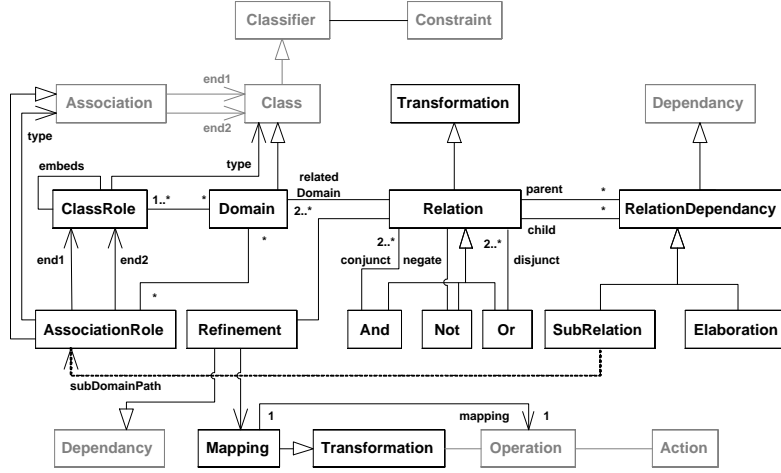 Classifier
Constraint
end1
Association
Class
Transformation
Dependancy
end2
type
type
embeds
related
Domain
parent
*
1..*
*
ClassRole
Domain
2..*
Relation
*
RelationDependancy
*
child
2..*
2..*
end1
end2
conjunct
negate
disjunct
*
AssociationRole
Refinement
And
Not
Or
SubRelation
Elaboration
subDomainPath
1
mapping
1
Dependancy
Mapping
Transformation
Operation
Action